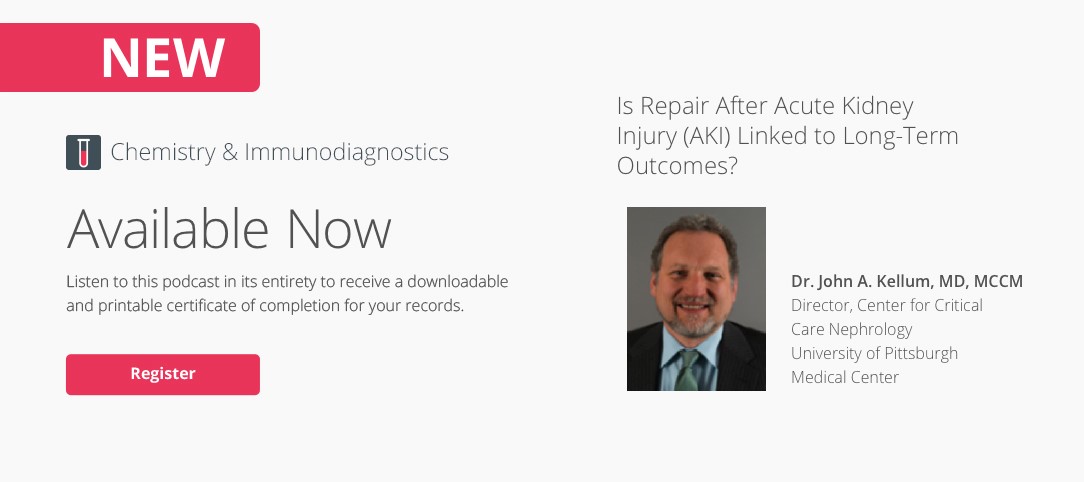 NEW
Chemistry & Immunodiagnostics
Available Now
Listen to this podcast in its entirety to receive a downloadable
and printable certificate of completion for your records.
Register
Is Repair After Acute Kidney
Injury (AKI) Linked to Long-Term
Outcomes?
Dr. John A. Kellum, MD, MCCM
Director, Center for Critical
Care Nephrology
University of Pittsburgh
Medical Center